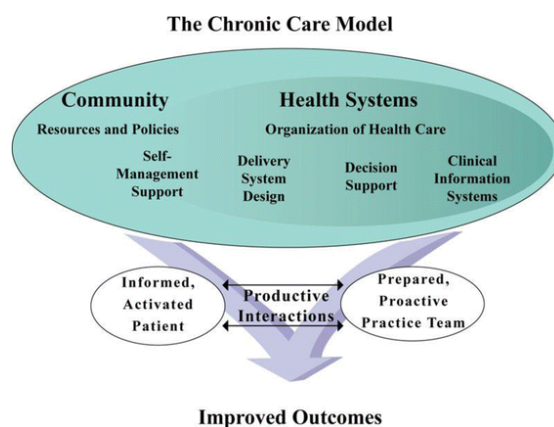 The Chronic Care Model
Community
Health Systems
Resources and Policies
Organization of Health Care
Self-
Management
Support
Delivery
System
Design
Decision
Support
Clinical
Information
Systems
Informed,
Activated
Patient
Productive
Interactions
Prepared,
Proactive
Practice Team
Improved Outcomes